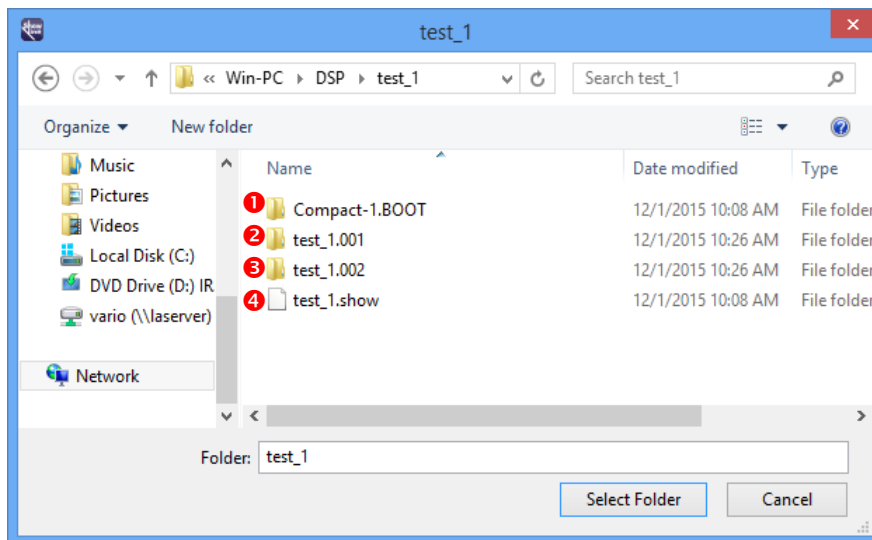 test_1
« Win-PC DSP test_1
Search test_1
Organize New folder
Name Date modified Type
Music
Pictures
Videos
Local Disk (C:)
DVD Drive (D:) IR
vario (\\laserver)
Network
1 Compact-1.BOOT 12/1/2015 10:08 AM File folder
2 test_1.001 12/1/2015 10:26 AM File folder
3 test_1.002 12/1/2015 10:26 AM File folder
4 test_1.show 12/1/2015 10:08 AM File folder
Folder: test_1
Select Folder Cancel